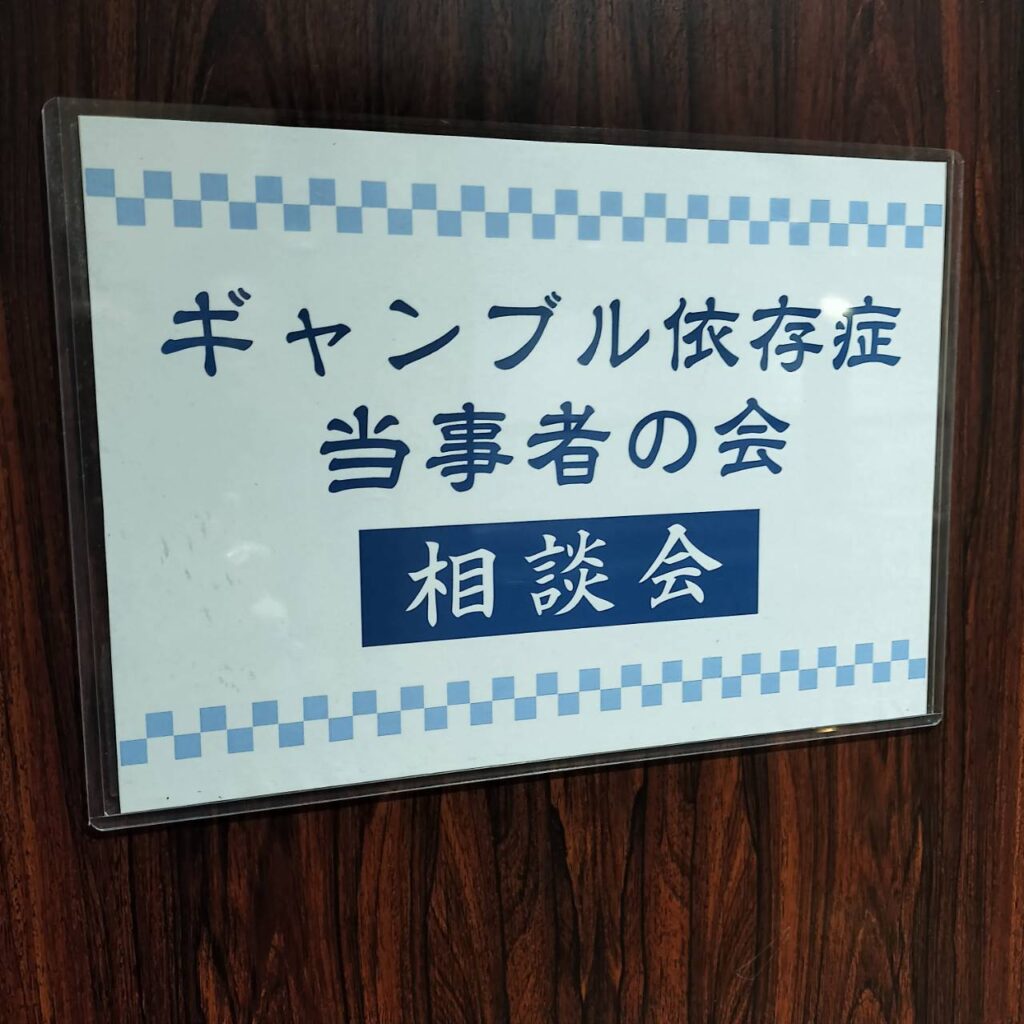 ギャンブル依存症
当事者の会
相談会